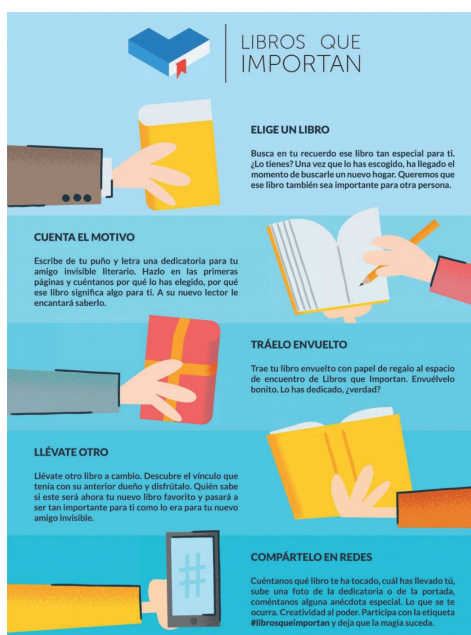 LIBROS QUE
IMPORTAN
ELIGE UN LIBRO
Busca en tu recuerdo ese libro tan especial para ti.
¿Lo tienes? Una vez que lo has escogido, ha llegado el
momento de buscarle un nuevo hogar. Queremos que
ese libro también sea importante para otra persona.
CUENTA EL MOTIVO
Escribe de tu puño y letra una dedicatoria para tu
amigo invisible literario. Hazlo en las primeras
páginas y cuéntanos por qué lo has elegido, por qué
ese libro significa algo para ti. A su nuevo lector le
encantará saberlo.
TRÁELO ENVUELTO
Trae tu libro envuelto con papel de regalo al espacio
de encuentro de Libros que Importan. Envuélvelo
bonito. Lo has dedicado, ¿verdad?
LLÉVATE OTRO
Llévate otro libro a cambio. Descubre el vínculo que
tenía con su anterior dueño y disfrútalo. Quién sabe
si este será ahora tu nuevo libro favorito y pasará a
ser tan importante para ti como lo era para tu nuevo
amigo invisible.
#
COMPÁRTELO EN REDES
Cuéntanos qué libro te ha tocado, cuál has llevado tú,
sube una foto de la dedicatoria o de la portada,
coméntanos alguna anécdota especial. Lo que se te
ocurra. Creatividad al poder. Participa con la etiqueta
#librosqueimportan y deja que la magia suceda.